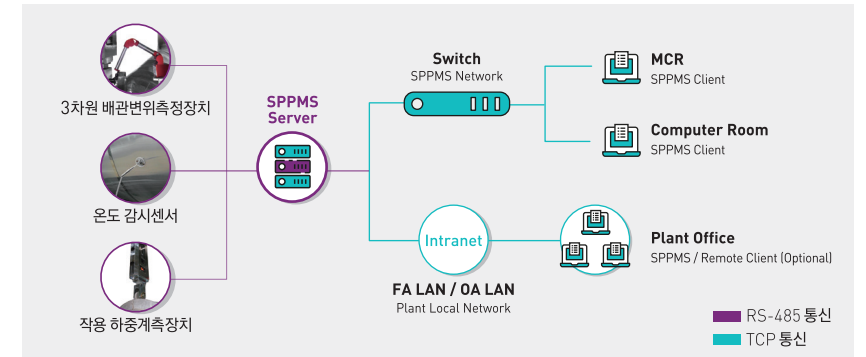 3차원 배관변위측정장치
온도 감시센서
작용 하중계측장치
SPPMS
Server
Switch
SPPMS Network
MCR
SPPMS Client
Computer Room
SPPMS Client
Intranet
FA LAN / OA LAN
Plant Local Network
Plant Office
SPPMS / Remote Client (Optional)
RS-485 통신
TCP 통신